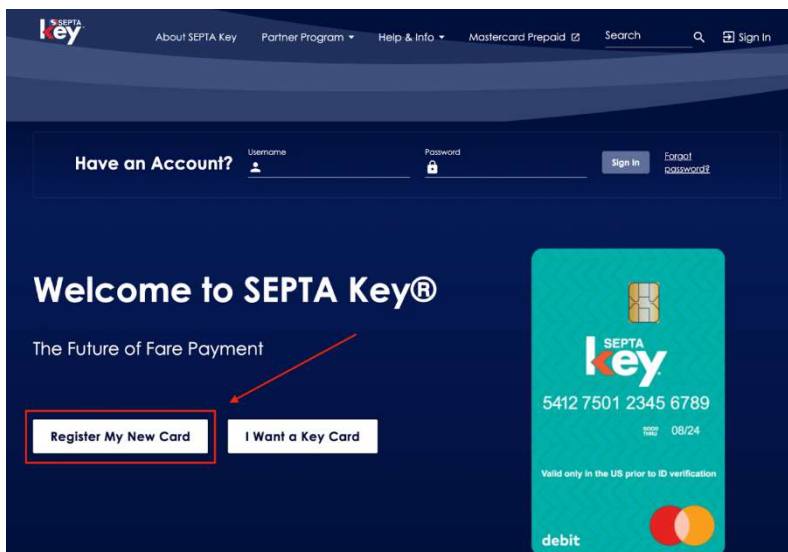 SEPTA
key
About SEPTA Key Partner Program Help & Info Mastercard Prepaid Search Sign In
Have an Account?
Username
Password
Sign In
Forgot
password?
Welcome to SEPTA Key®
The Future of Fare Payment
Register My New Card
I Want a Key Card
SEPTA
key
5412 7501 2345 6789
GOOD
THRU
08/24
Valid only in the US prior to ID verification
debit